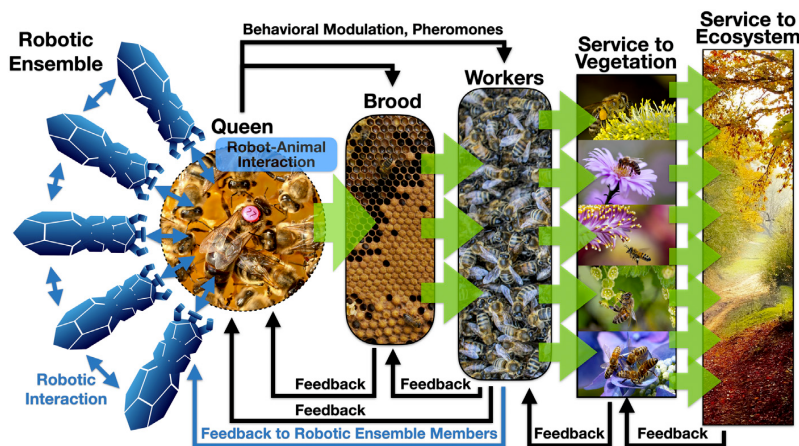 Behavioral Modulation, Pheromones
Robotic
Ensemble
Queen
Robot-Animal
Interaction
Brood
Workers
Service to
Vegetation
Service to
Ecosystem
Robotic
Interaction
Feedback
Feedback
Feedback
Feedback to Robotic Ensemble Members
Feedback
Feedback